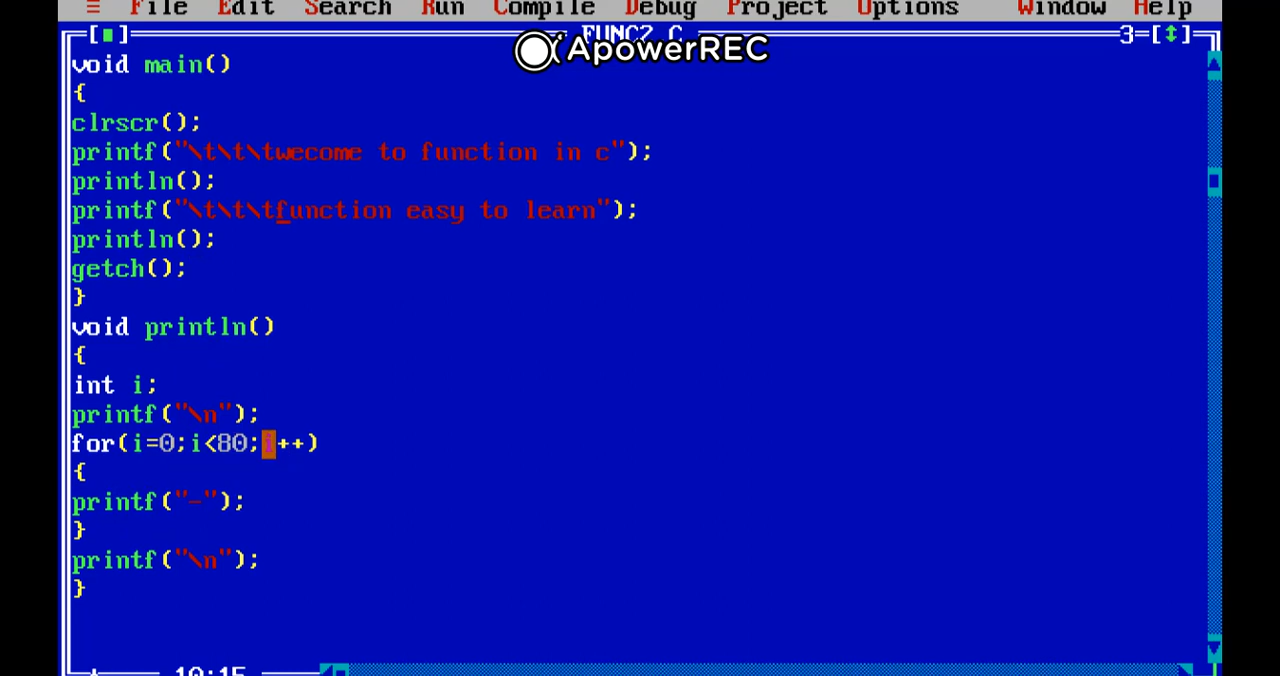 ≡ File Edit Search Run Compile Debug Project Options Window Help
[■] FUNC2.C 3=[↕]
ApowerREC
void main()
{
clrscr();
printf("\t\t\twecome to function in c");
println();
printf("\t\t\tfunction easy to learn");
println();
getch();
}
void println()
{
int i;
printf("\n");
for(i=0;i<80;i++)
{
printf("-");
}
printf("\n");
}
* 10:15